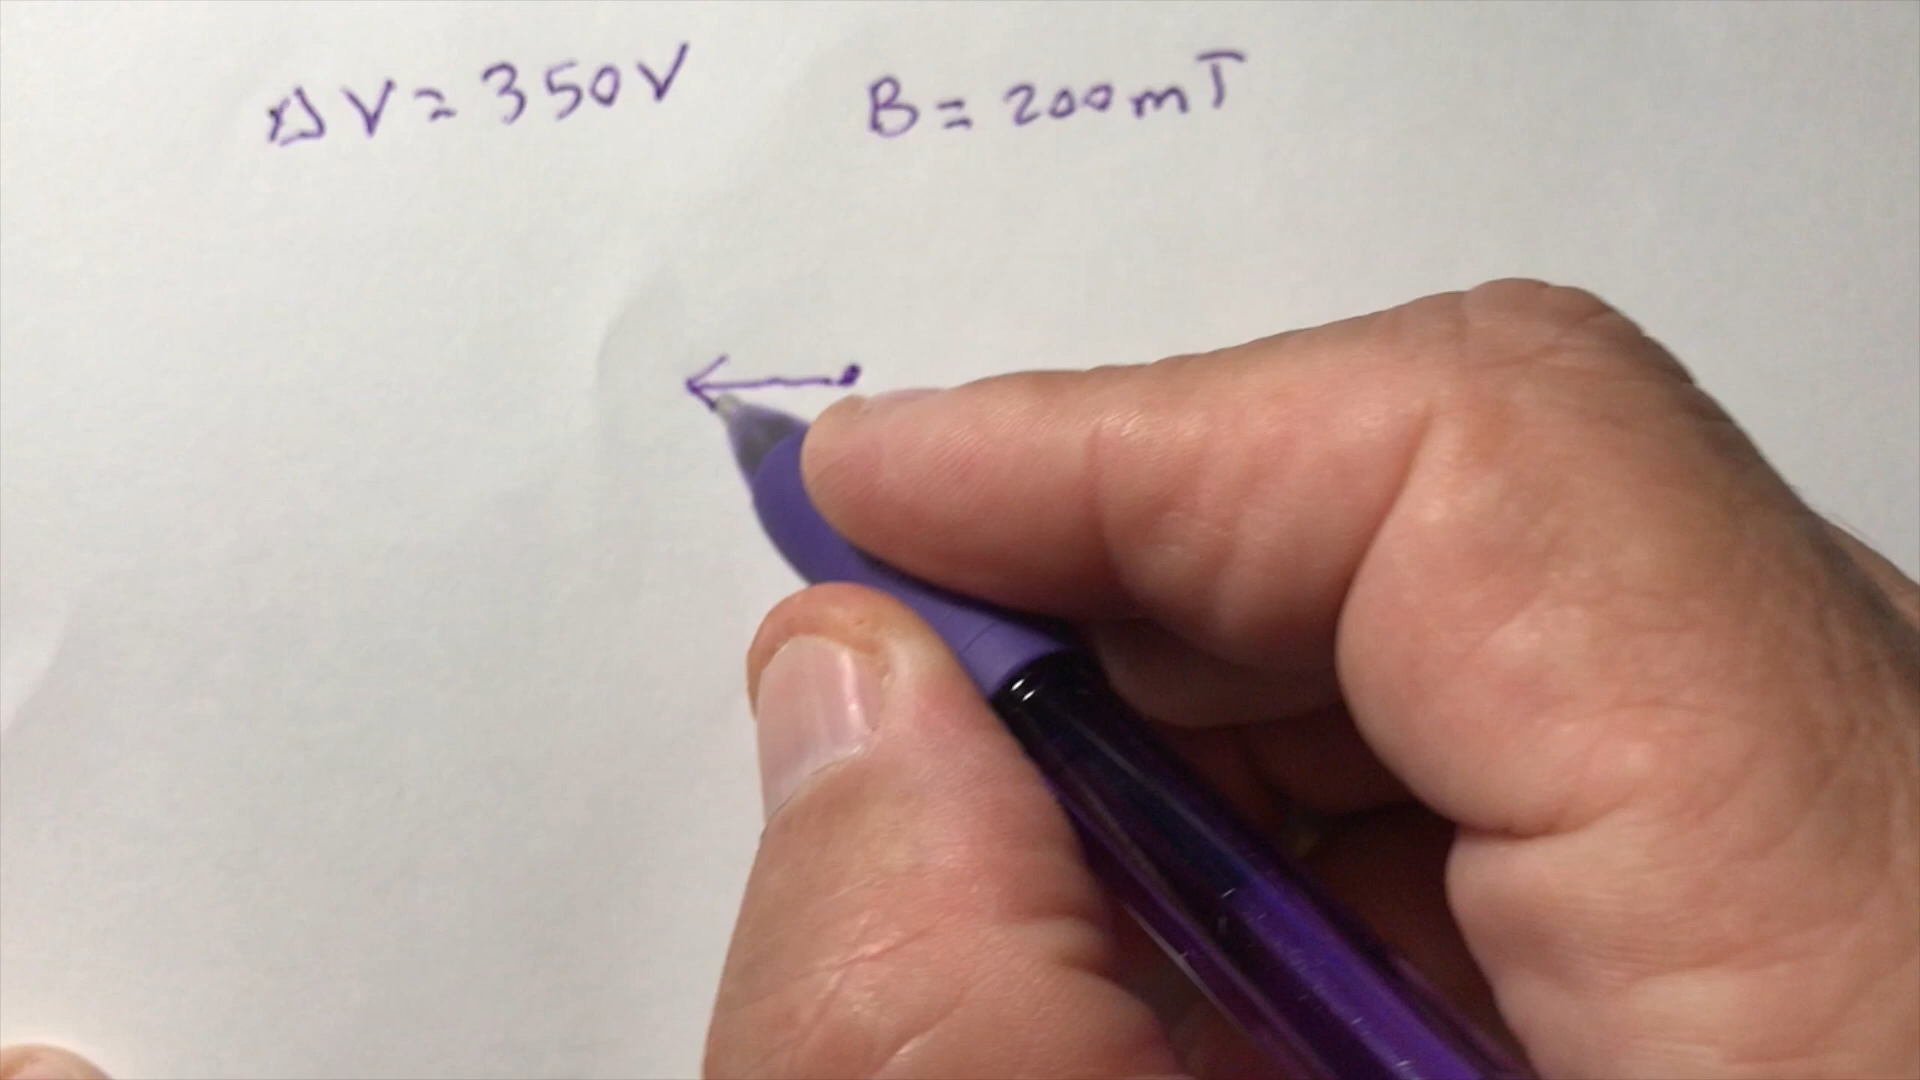 ΔV = 350V B = 200mT